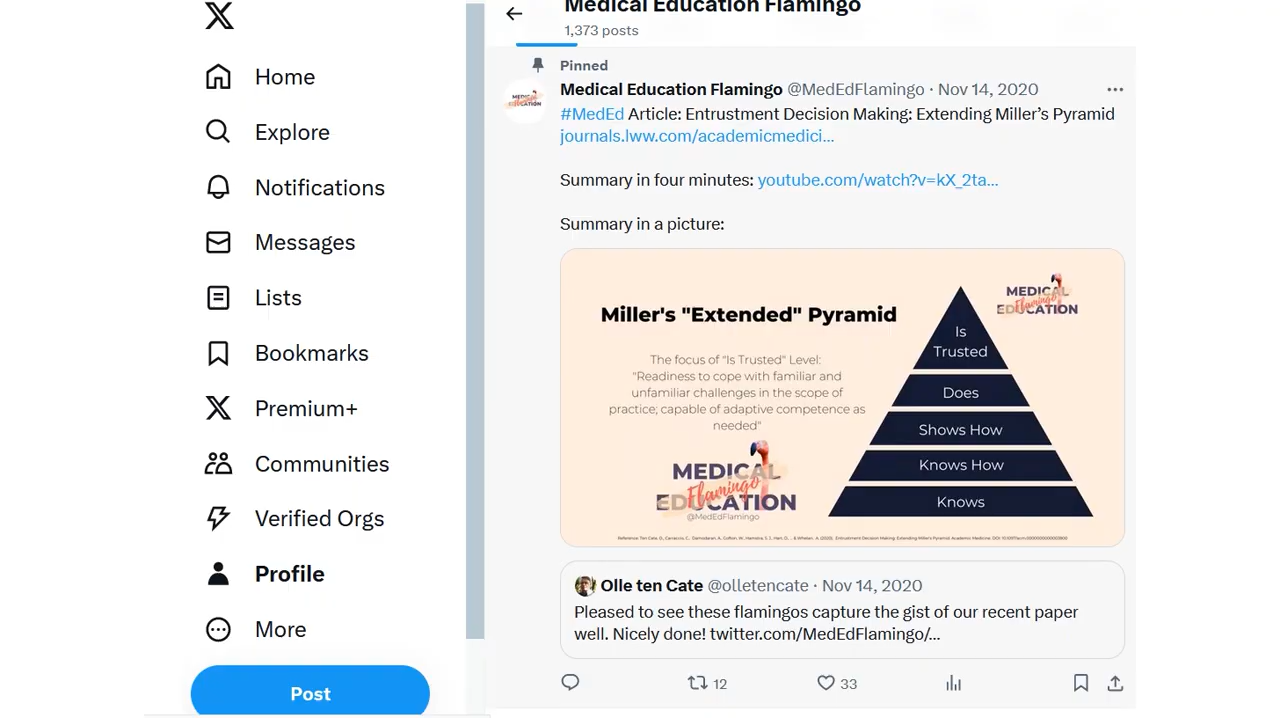 Home
Explore
Notifications
Messages
Lists
Bookmarks
Premium+
Communities
Verified Orgs
Profile
More
Post
Medical Education Flamingo
1,373 posts
Pinned
Medical Education Flamingo @MedEdFlamingo · Nov 14, 2020
#MedEd Article: Entrustment Decision Making: Extending Miller’s Pyramid
journals.lww.com/academicmedici…
Summary in four minutes: youtube.com/watch?v=kX_2ta…
Summary in a picture:
Miller's "Extended" Pyramid
The focus of "Is Trusted" Level:
"Readiness to cope with familiar and
unfamiliar challenges in the scope of
practice; capable of adaptive competence as
needed"
MEDICAL
Flamingo
EDUCATION
@MedEdFlamingo
MEDICAL
Flamingo
EDUCATION
Is
Trusted
Does
Shows How
Knows How
Knows
Olle ten Cate @olletencate · Nov 14, 2020
Pleased to see these flamingos capture the gist of our recent paper
well. Nicely done! twitter.com/MedEdFlamingo/…
12
33